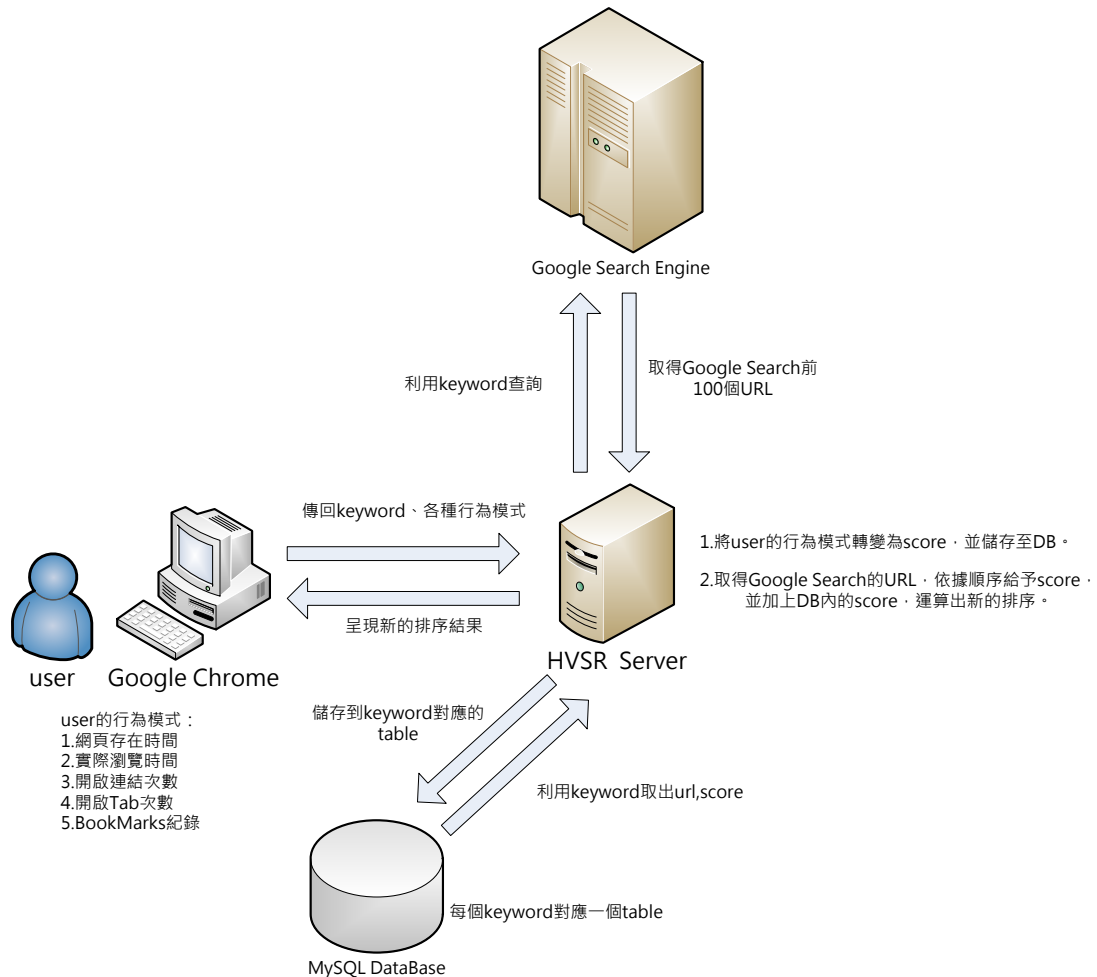 Google Search Engine
利用keyword查詢
取得Google Search前
100個URL
傳回keyword、各種行為模式
呈現新的排序結果
1.將user的行為模式轉變為score，並儲存至DB。
2.取得Google Search的URL，依據順序給予score，
並加上DB內的score，運算出新的排序。
user
Google Chrome
HVSR Server
user的行為模式：
1.網頁存在時間
2.實際瀏覽時間
3.開啟連結次數
4.開啟Tab次數
5.BookMarks紀錄
儲存到keyword對應的
table
利用keyword取出url,score
每個keyword對應一個table
MySQL DataBase